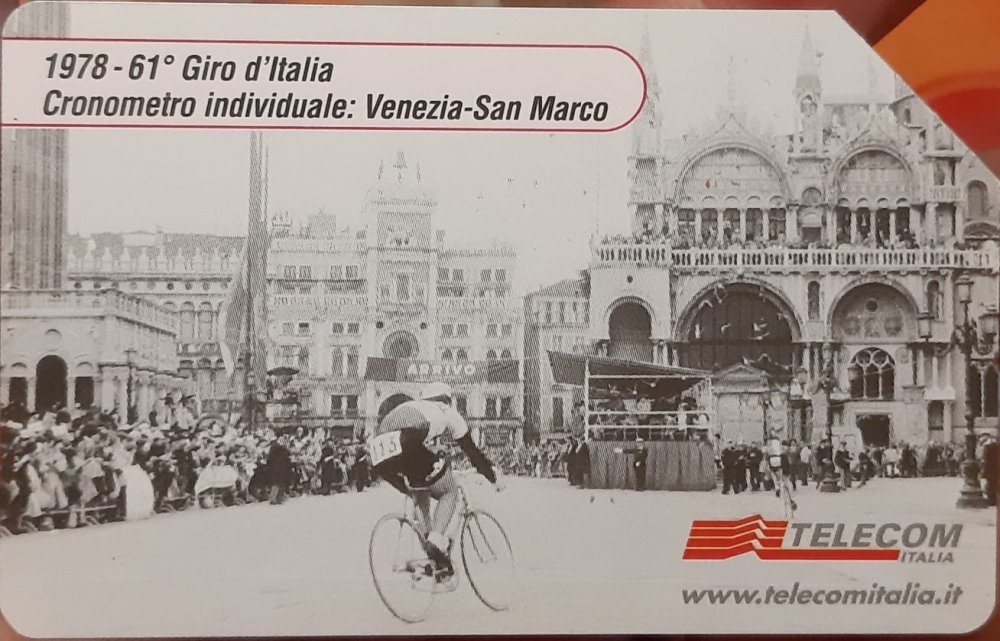 1978 - 61° Giro d'Italia
Cronometro individuale: Venezia-San Marco
ARRIVO
115
TELECOM
ITALIA
www.telecomitalia.it